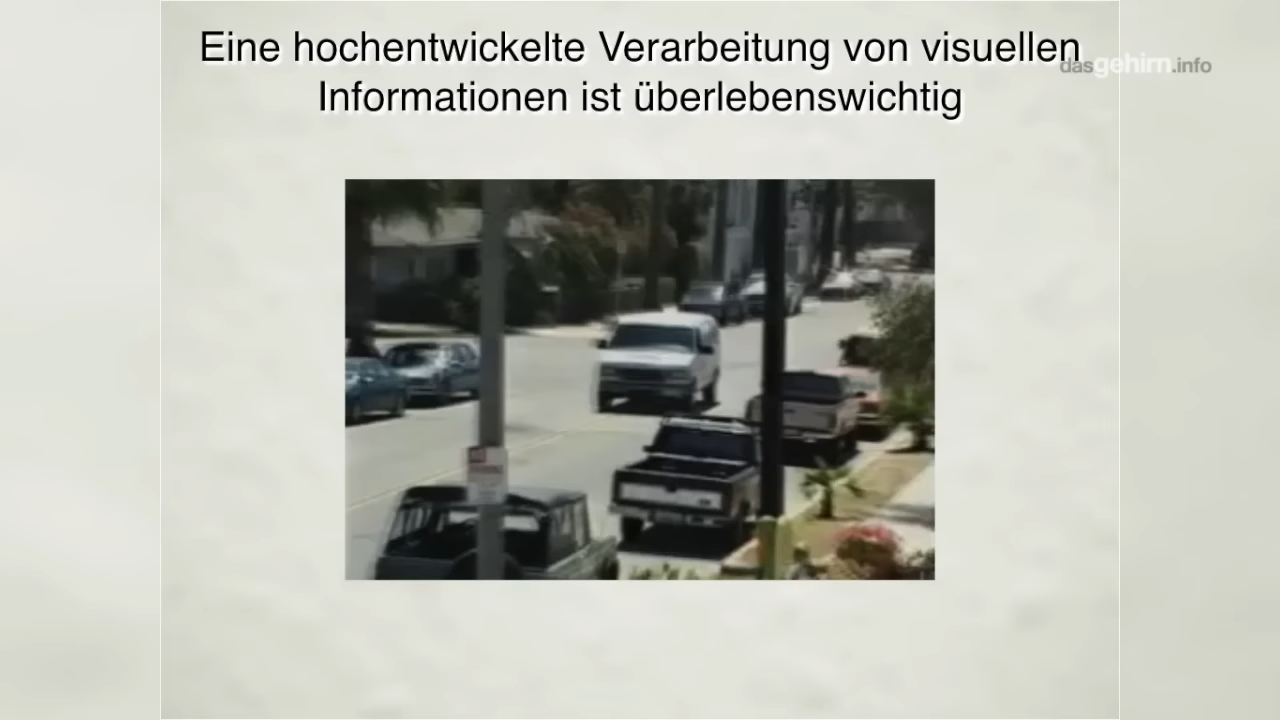 Eine hochentwickelte Verarbeitung von visuellen
dasgehirn.info
Informationen ist überlebenswichtig